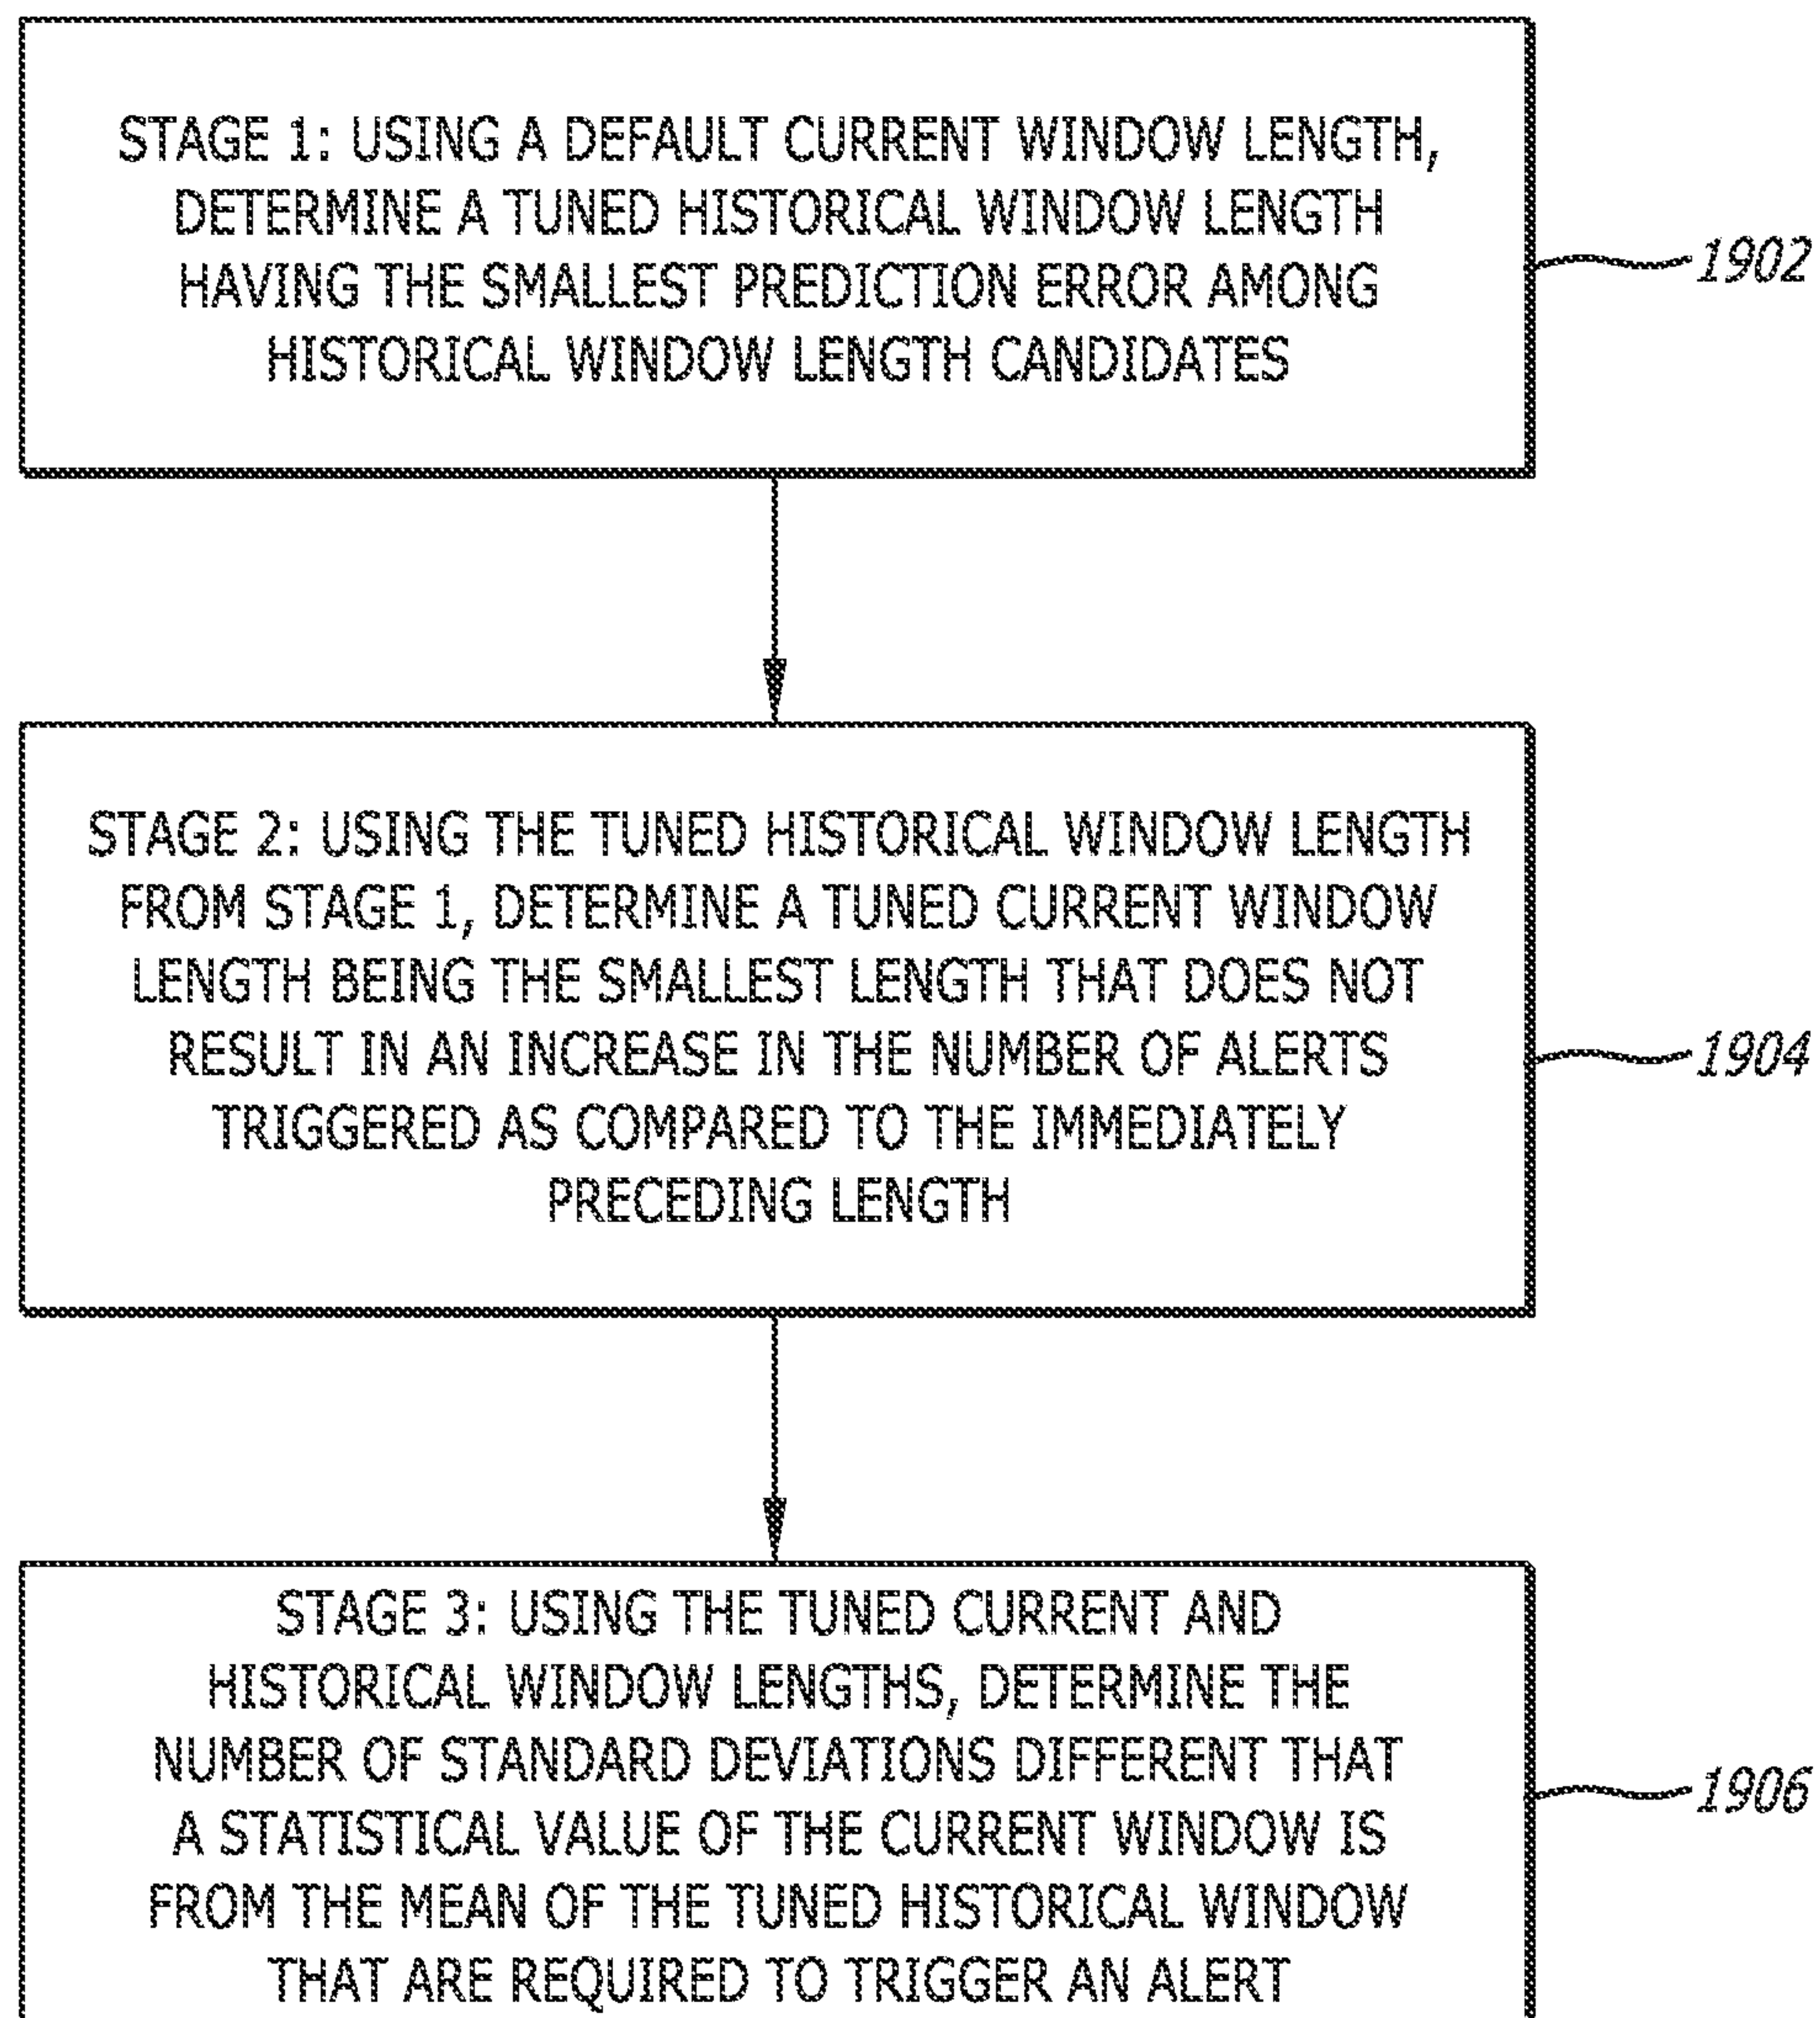 STAGE 1: USING A DEFAULT CURRENT WINDOW LENGTH,
DETERMINE A TUNED HISTORICAL WINDOW LENGTH
HAVING THE SMALLEST PREDICTION ERROR AMONG
HISTORICAL WINDOW LENGTH CANDIDATES
1902
STAGE 2: USING THE TUNED HISTORICAL WINDOW LENGTH
FROM STAGE 1, DETERMINE A TUNED CURRENT WINDOW
LENGTH BEING THE SMALLEST LENGTH THAT DOES NOT
RESULT IN AN INCREASE IN THE NUMBER OF ALERTS
TRIGGERED AS COMPARED TO THE IMMEDIATELY
PRECEDING LENGTH
1904
STAGE 3: USING THE TUNED CURRENT AND
HISTORICAL WINDOW LENGTHS, DETERMINE THE
NUMBER OF STANDARD DEVIATIONS DIFFERENT THAT
A STATISTICAL VALUE OF THE CURRENT WINDOW IS
FROM THE MEAN OF THE TUNED HISTORICAL WINDOW
THAT ARE REQUIRED TO TRIGGER AN ALERT
1906